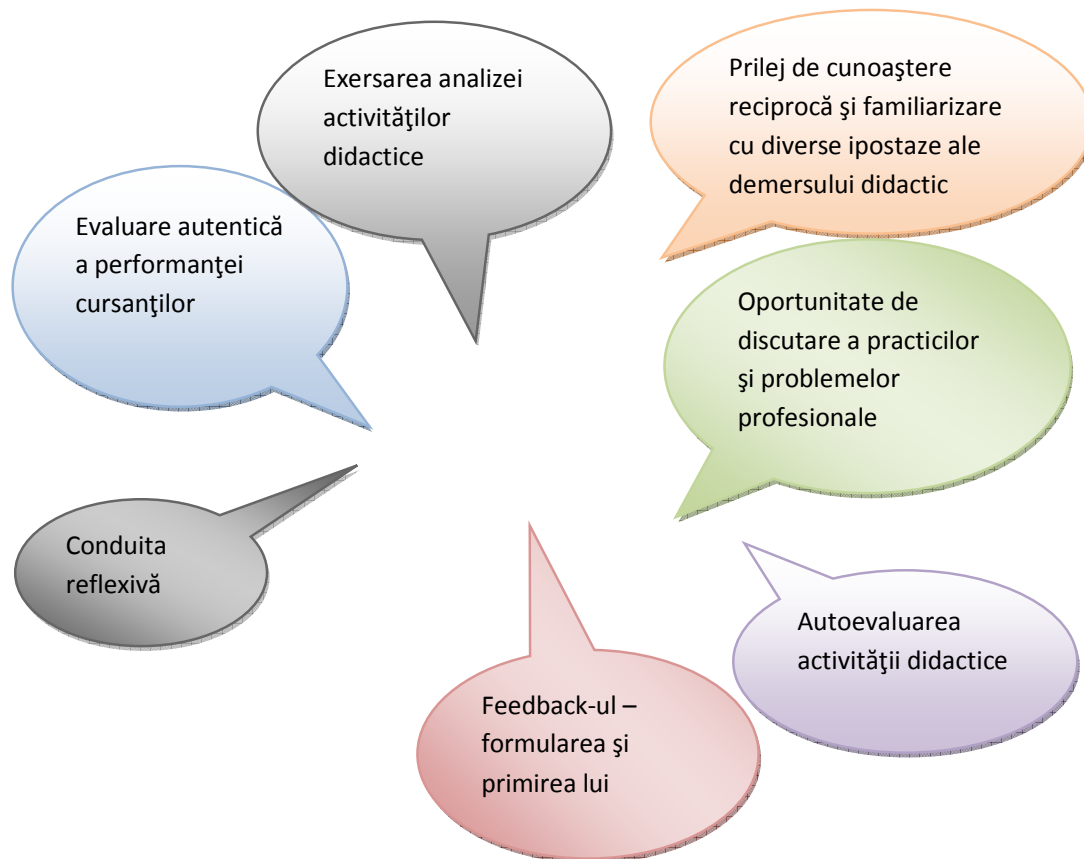 Exersarea analizei
activităţilor
didactice
Prilej de cunoaştere
reciprocă şi familiarizare
cu diverse ipostaze ale
demersului didactic
Evaluare autentică
a performanţei
cursanţilor
Oportunitate de
discutare a practicilor
şi problemelor
profesionale
Conduita
reflexivă
Autoevaluarea
activităţii didactice
Feedback-ul –
formularea şi
primirea lui